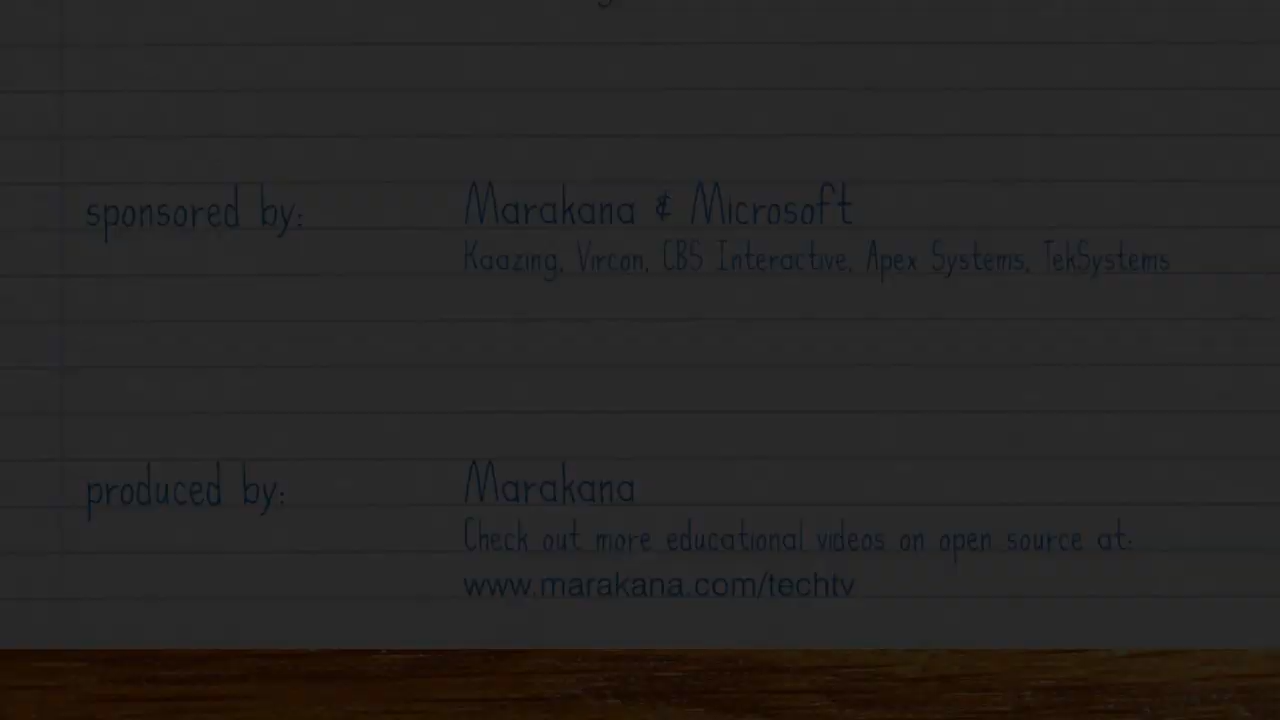 sponsored by: Marakana & Microsoft
Kaazing, Vircon, CBS Interactive, Apex Systems, TekSystems
produced by: Marakana
Check out more educational videos on open source at:
www.marakana.com/techtv